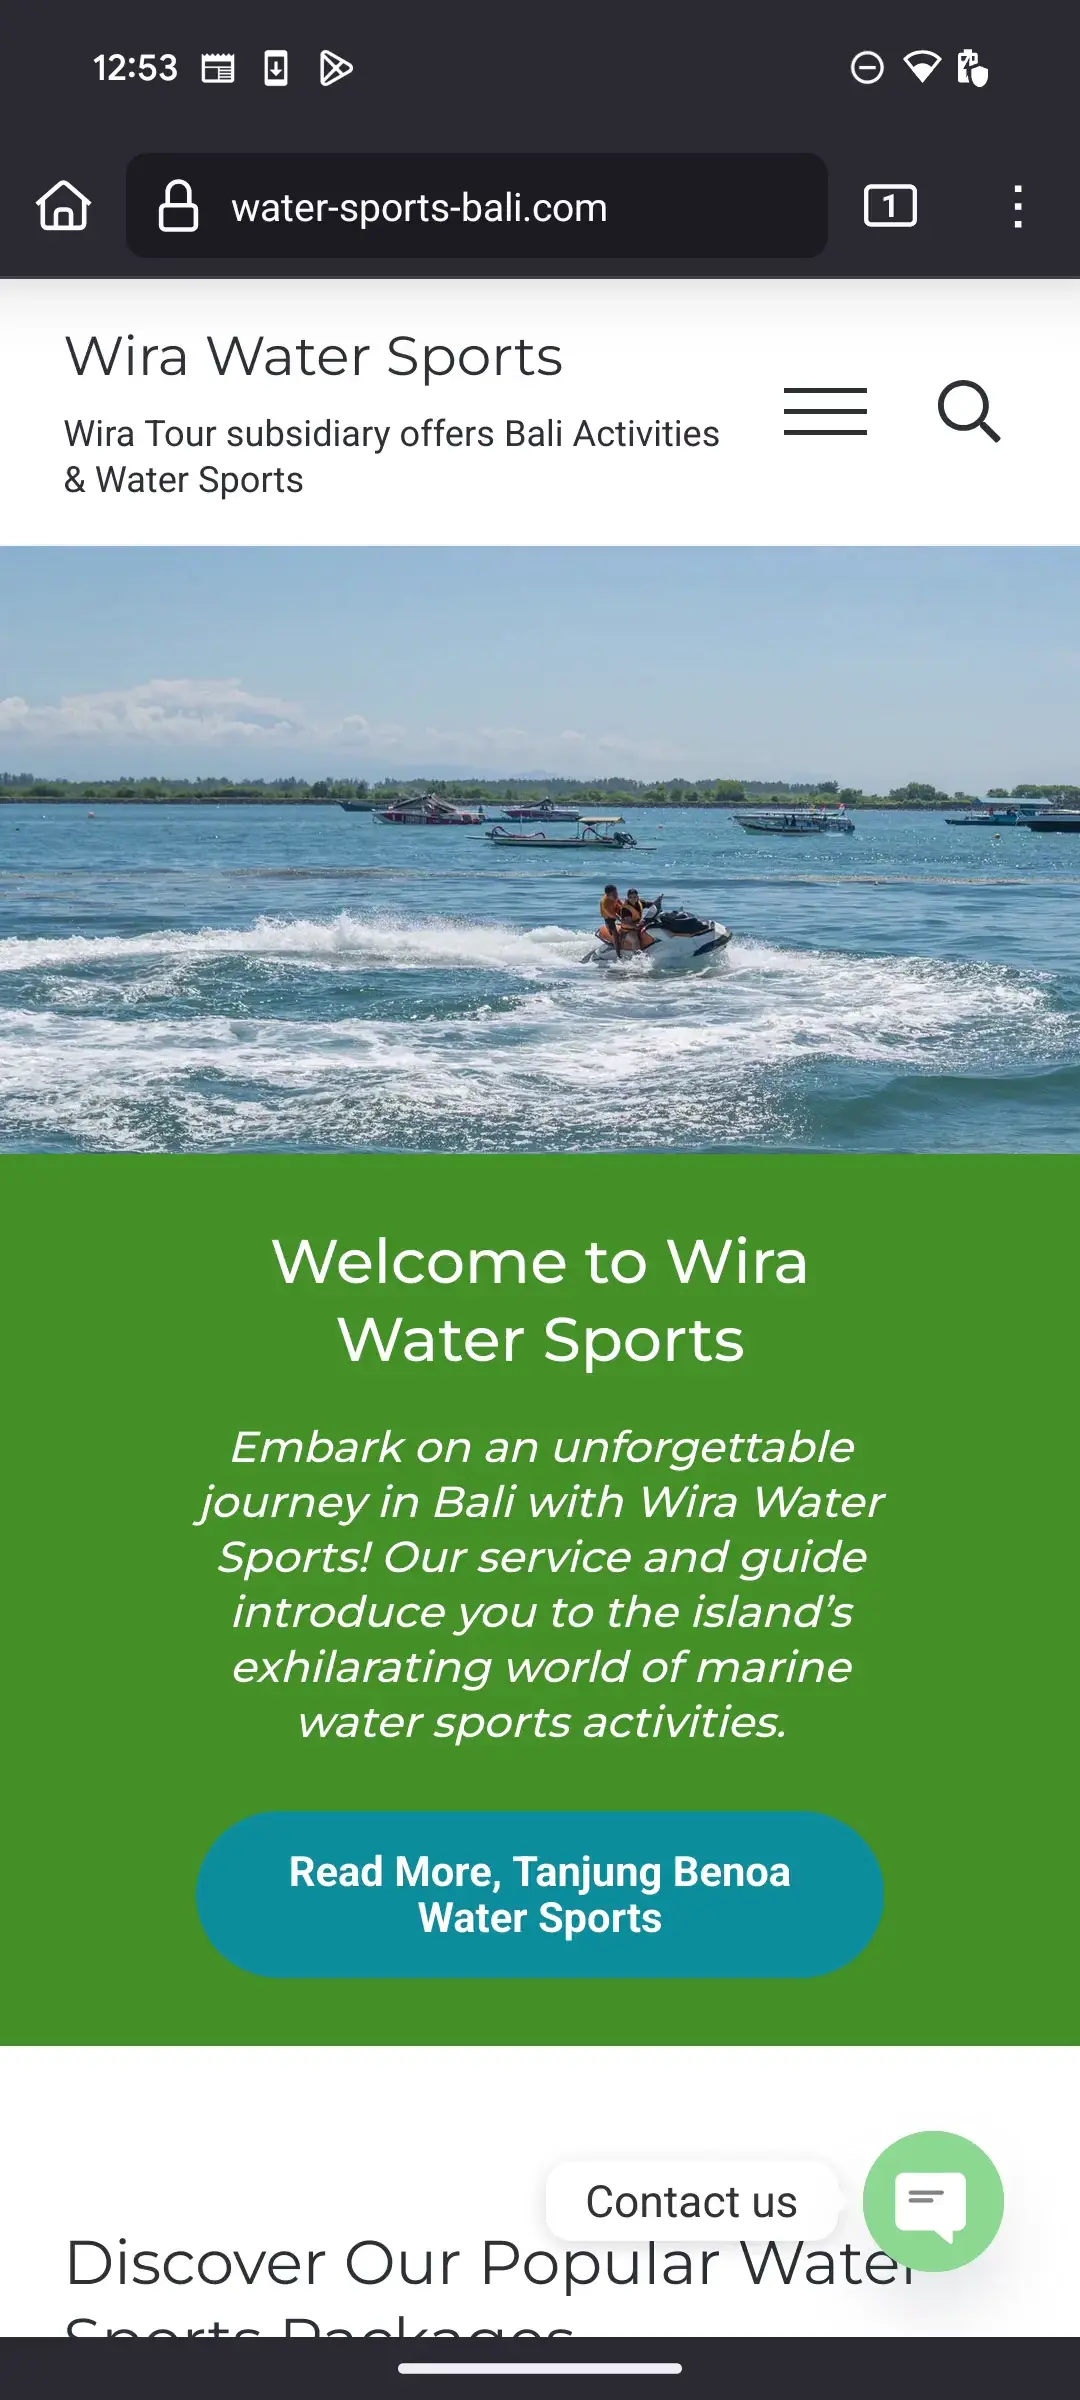 12:53
water-sports-bali.com
1
Wira Water Sports
Wira Tour subsidiary offers Bali Activities
& Water Sports
Welcome to Wira
Water Sports
Embark on an unforgettable
journey in Bali with Wira Water
Sports! Our service and guide
introduce you to the island’s
exhilarating world of marine
water sports activities.
Read More, Tanjung Benoa
Water Sports
Contact us
Discover Our Popular Water
Sports Packages